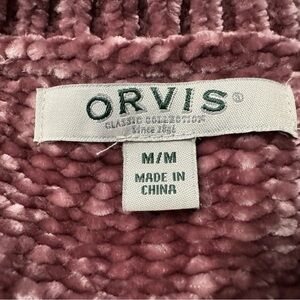 ORVIS®
CLASSIC COLLECTION
Since 1856
M/M
MADE IN
CHINA